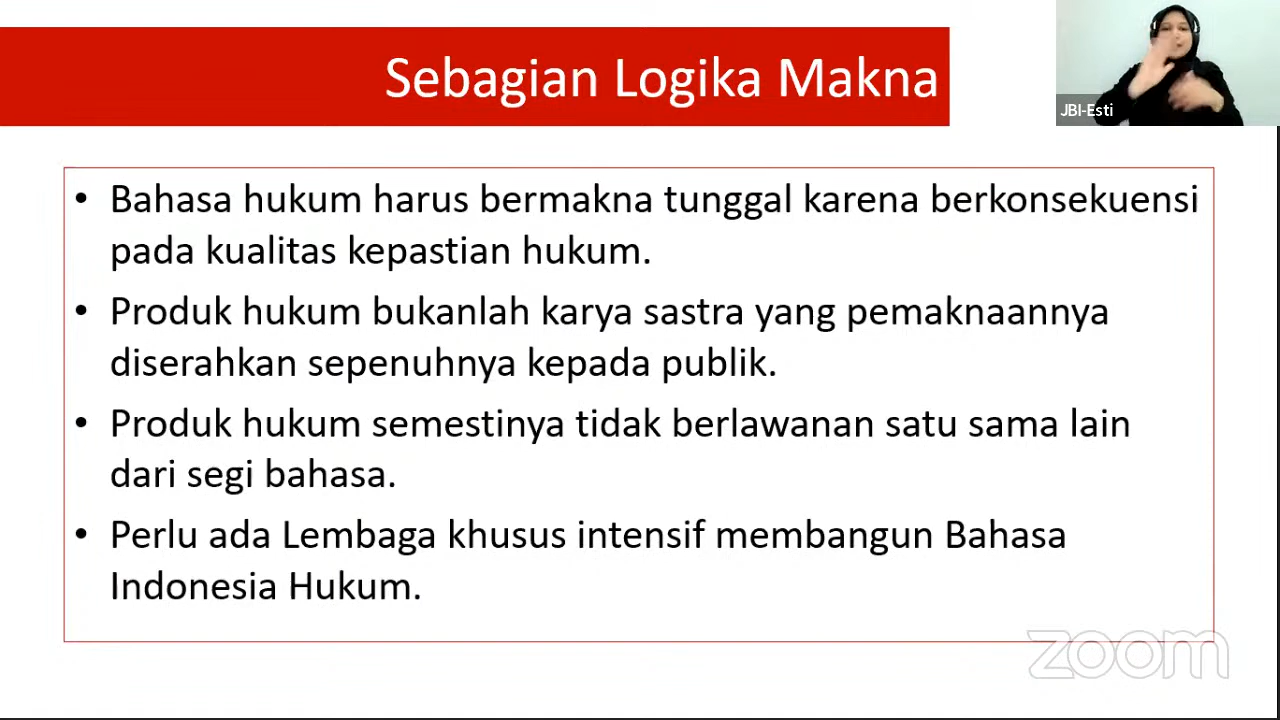 Sebagian Logika Makna
JBI-Esti
• Bahasa hukum harus bermakna tunggal karena berkonsekuensi
pada kualitas kepastian hukum.
• Produk hukum bukanlah karya sastra yang pemaknaannya
diserahkan sepenuhnya kepada publik.
• Produk hukum semestinya tidak berlawanan satu sama lain
dari segi bahasa.
• Perlu ada Lembaga khusus intensif membangun Bahasa
Indonesia Hukum.
zoom